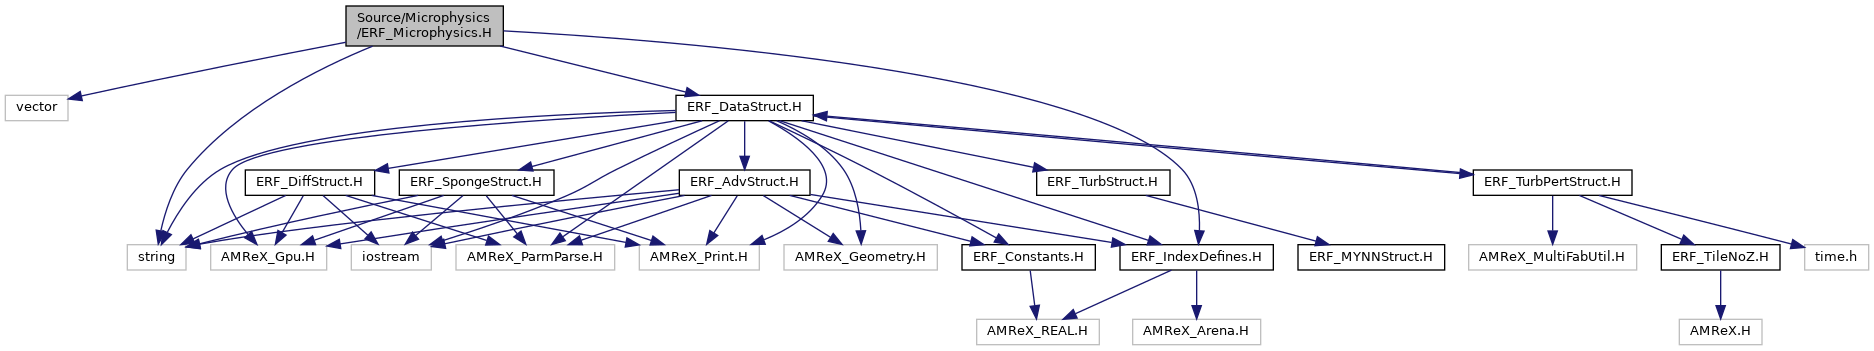 Source/Microphysics
/ERF_Microphysics.H
vector
ERF_DataStruct.H
ERF_DiffStruct.H
ERF_SpongeStruct.H
ERF_AdvStruct.H
ERF_TurbStruct.H
ERF_TurbPertStruct.H
string
AMReX_Gpu.H
iostream
AMReX_ParmParse.H
AMReX_Print.H
AMReX_Geometry.H
ERF_Constants.H
ERF_IndexDefines.H
ERF_MYNNStruct.H
AMReX_MultiFabUtil.H
ERF_TileNoZ.H
time.h
AMReX_REAL.H
AMReX_Arena.H
AMReX.H